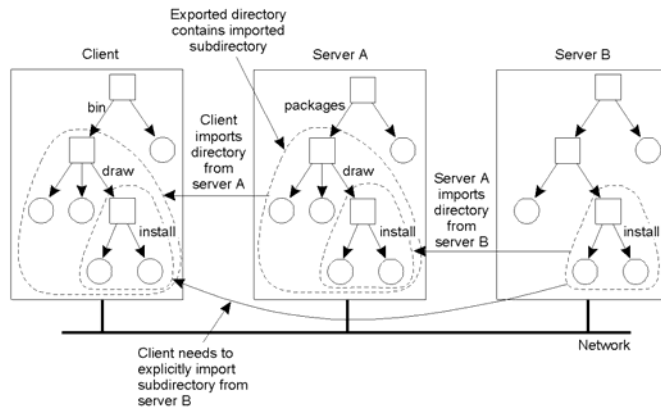 Exported directory
contains imported
subdirectory
Client
Server A
Server B
bin
packages
Client
imports
directory
from
server A
draw
draw
Server A
imports
directory
from
server B
install
install
install
Network
Client needs to
explicitly import
subdirectory from
server B